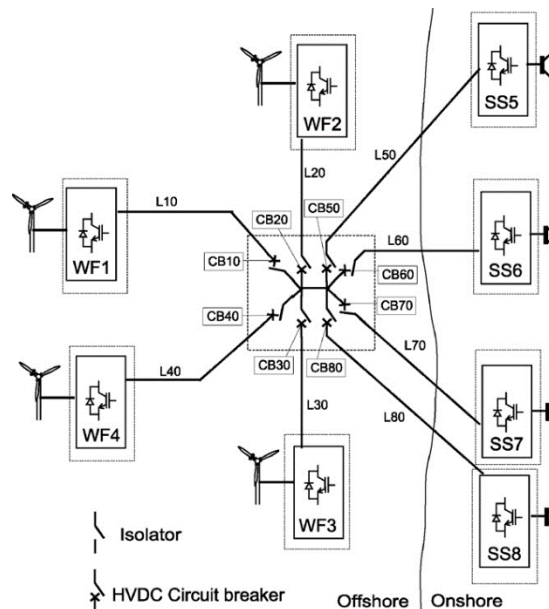 SS5
WF2
L50
L20
L10
CB20
CB50
L60
CB10
CB60
WF1
SS6
CB40
CB70
L70
CB30
CB80
L40
L30
L80
WF4
SS7
WF3
SS8
Isolator
HVDC Circuit breaker
Offshore
Onshore